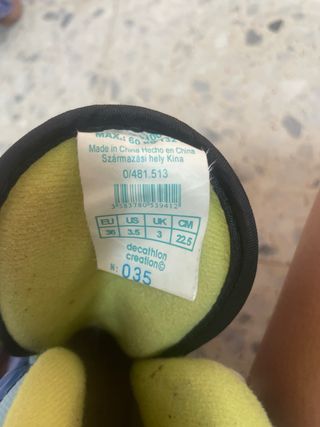 Made in China Hecho en China
Származási hely Kína
0/481.513
3583780539412
EU US UK CM
36 3.5 3 22.5
decathlon
creation©
N: 035